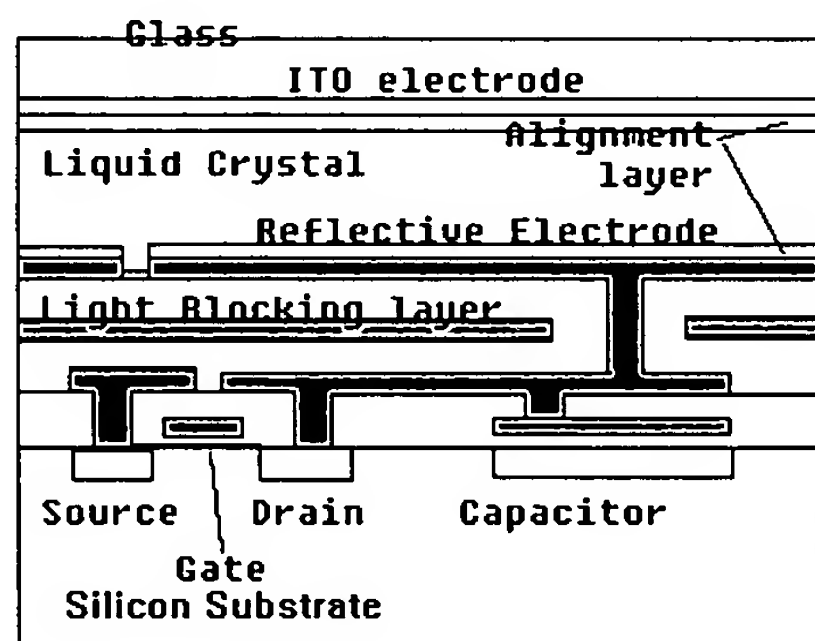 Glass
ITO electrode
Alignment
layer
Liquid Crystal
Reflective Electrode
Light Blocking layer
Source
Drain
Capacitor
Gate
Silicon Substrate